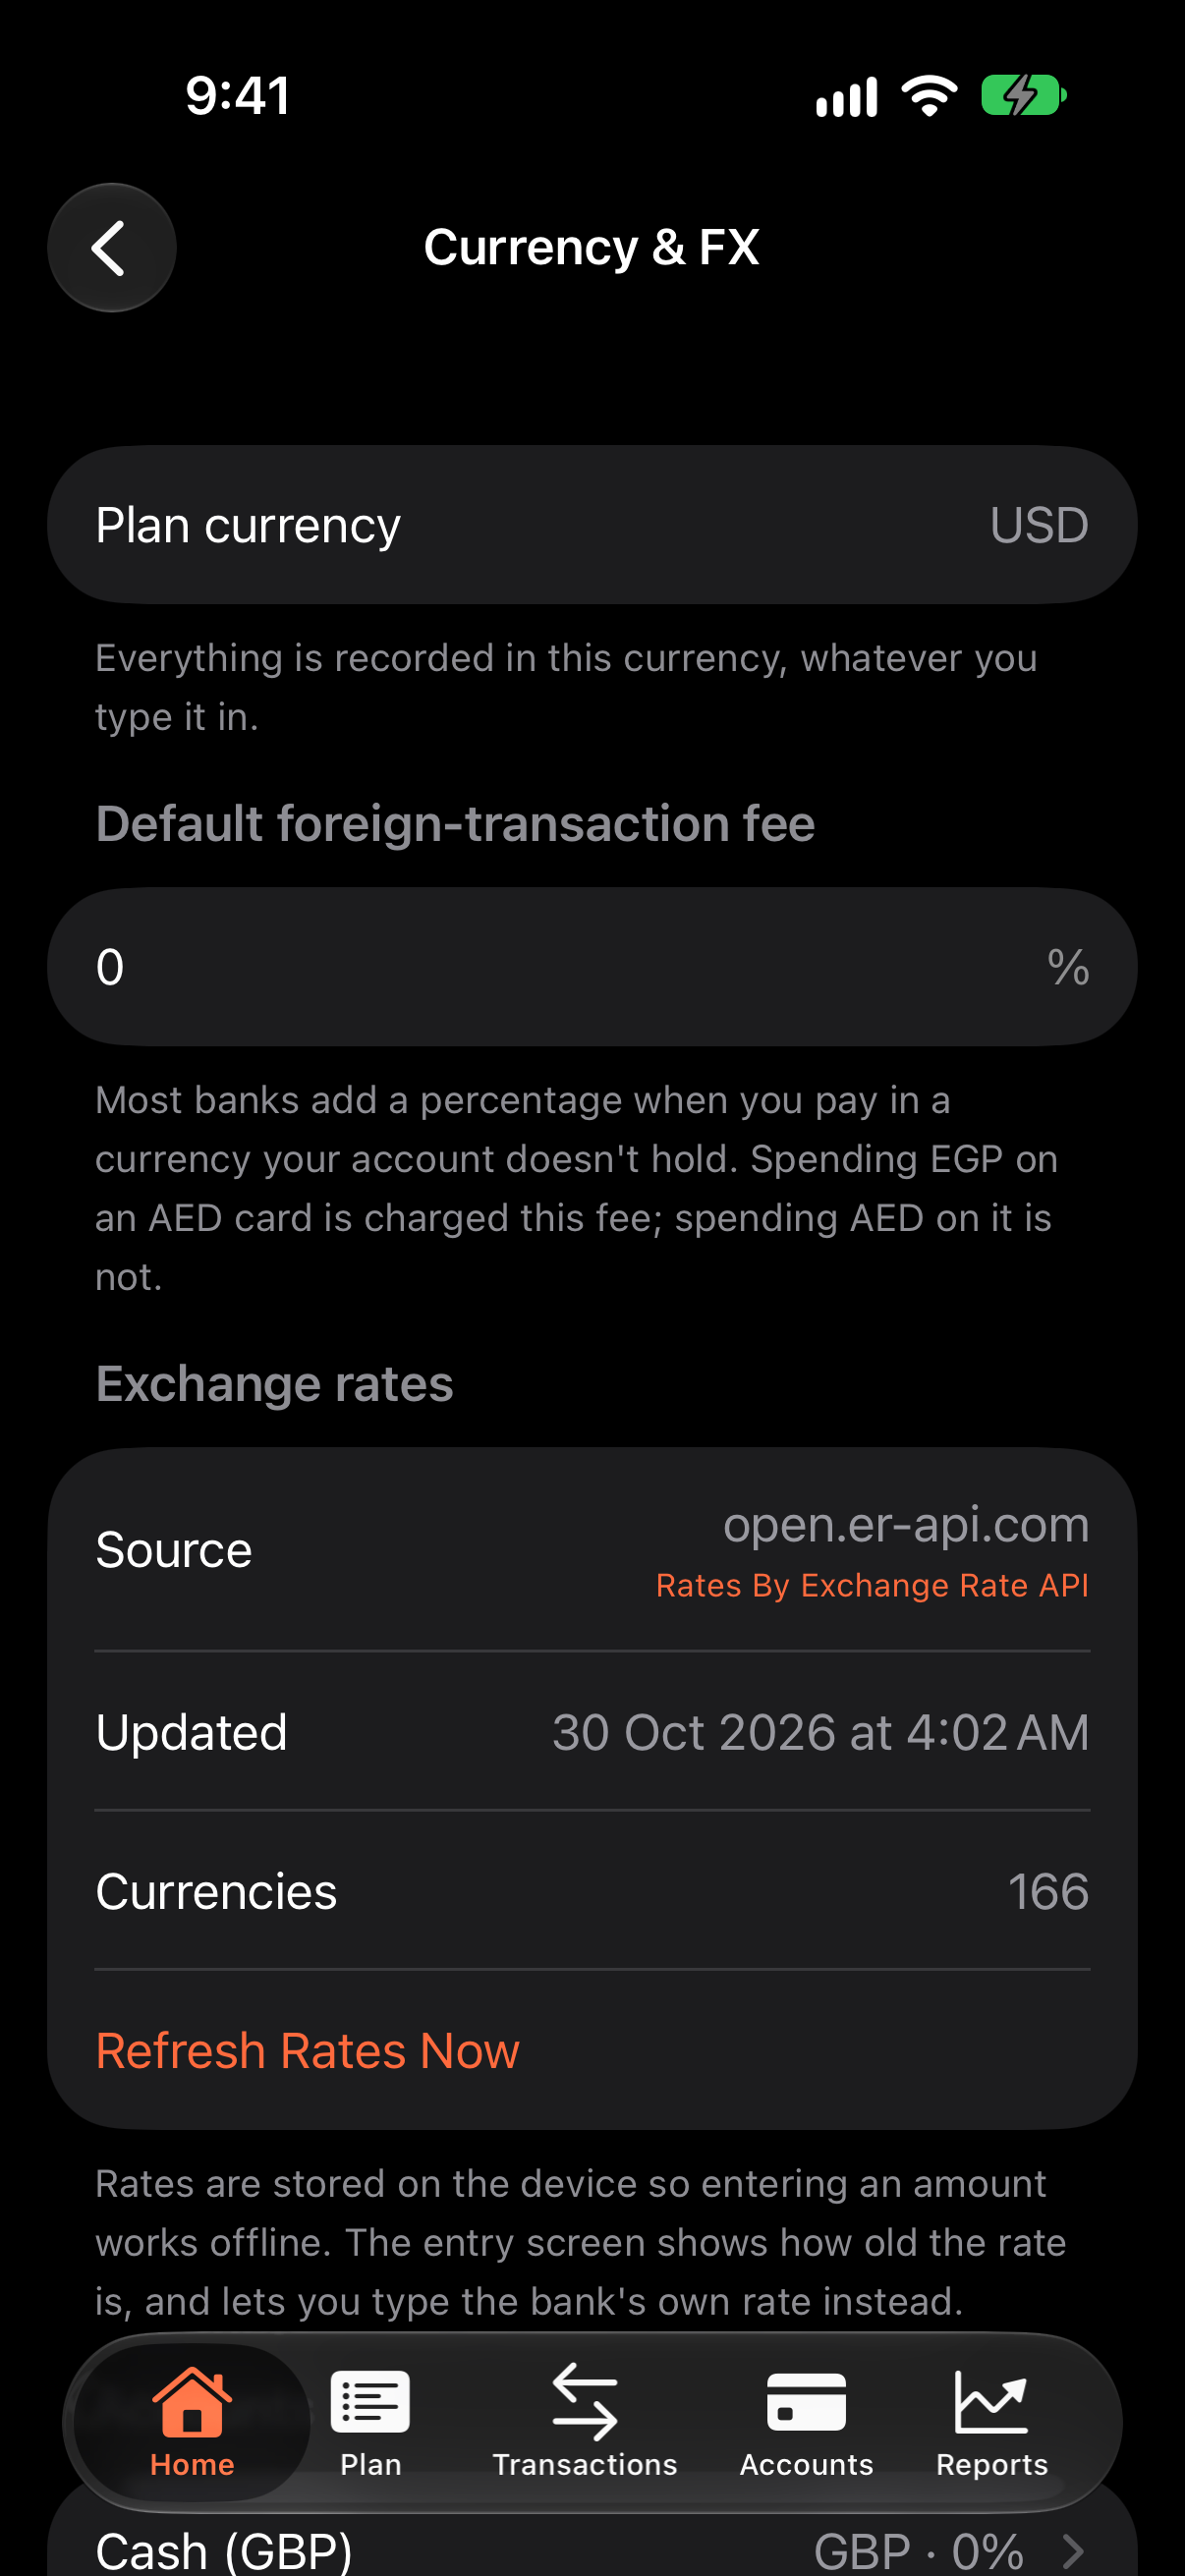 9:41
Currency & FX
Plan currency USD
Everything is recorded in this currency, whatever you
type it in.
Default foreign-transaction fee
0 %
Most banks add a percentage when you pay in a
currency your account doesn't hold. Spending EGP on
an AED card is charged this fee; spending AED on it is
not.
Exchange rates
Source open.er-api.com
Rates By Exchange Rate API
Updated 30 Oct 2026 at 4:02 AM
Currencies 166
Refresh Rates Now
Rates are stored on the device so entering an amount
works offline. The entry screen shows how old the rate
is, and lets you type the bank's own rate instead.
Home Plan Transactions Accounts Reports
Cash (GBP) GBP · 0%